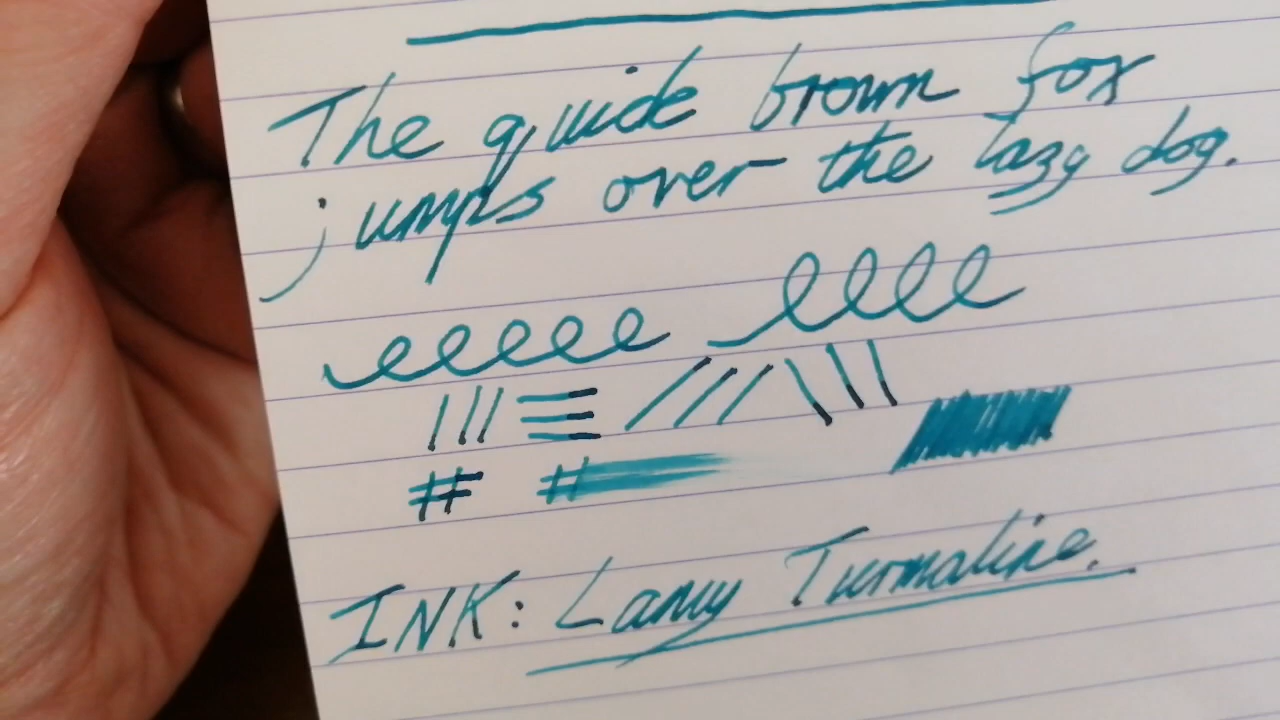 The quick brown fox
jumps over the lazy dog.
INK: Lamy Turmaline.